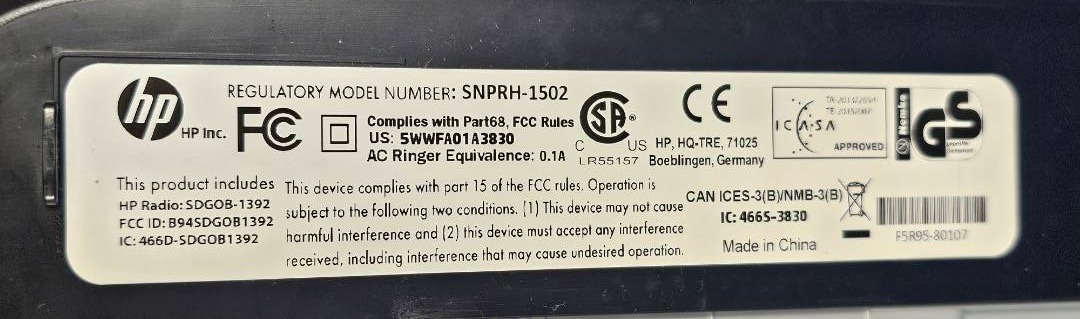 hp
HP Inc.
REGULATORY MODEL NUMBER: SNPRH-1502
FC
Complies with Part68, FCC Rules
US: 5WWFA01A3830
AC Ringer Equivalence: 0.1A
SA
C US
LR55157
CE
HP, HQ-TRE, 71025
Boeblingen, Germany
ICASA
APPROVED
Nemko
GS
This product includes
HP Radio: SDGOB-1392
FCC ID: B94SDGOB1392
IC: 466D-SDGOB1392
This device complies with part 15 of the FCC rules. Operation is
subject to the following two conditions. (1) This device may not cause
harmful interference and (2) this device must accept any interference
received, including interference that may cause undesired operation.
CAN ICES-3(B)/NMB-3(B)
IC: 466S-3830
Made in China
F5R95-80107